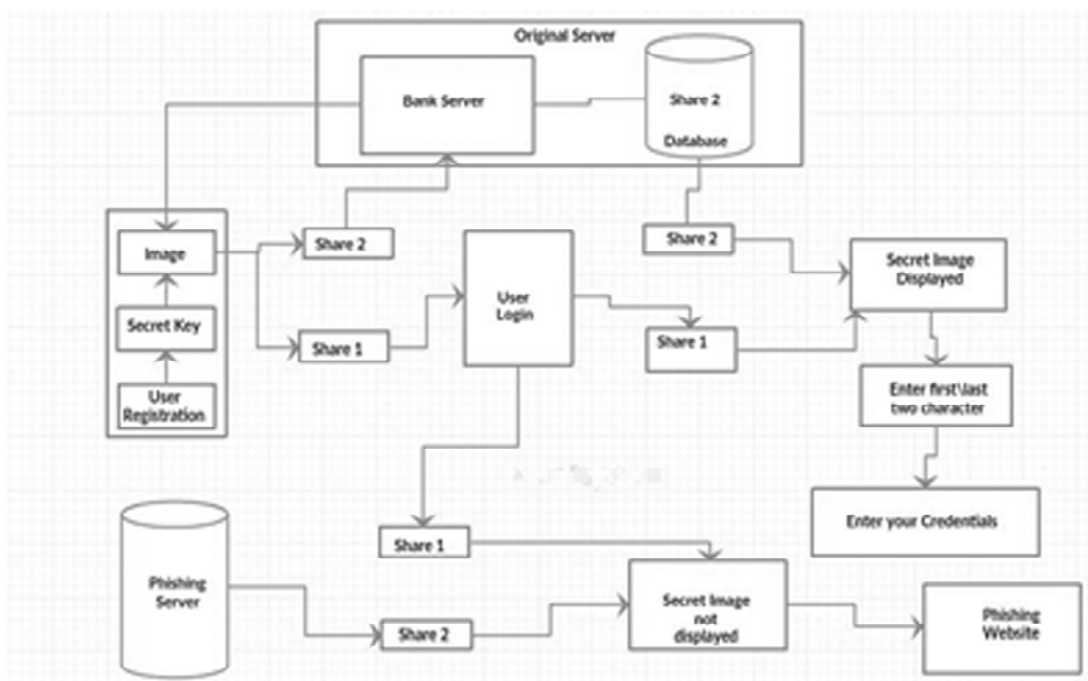 Original Server
Bank Server
Share 2
Database
Image
Share 2
Share 2
Secret Image
Displayed
User
Login
Secret Key
Share 1
Share 1
User
Registration
Enter first\last
two character
Enter your Credentials
Share 1
Phishing
Server
Secret Image
not
displayed
Share 2
Phishing
Website